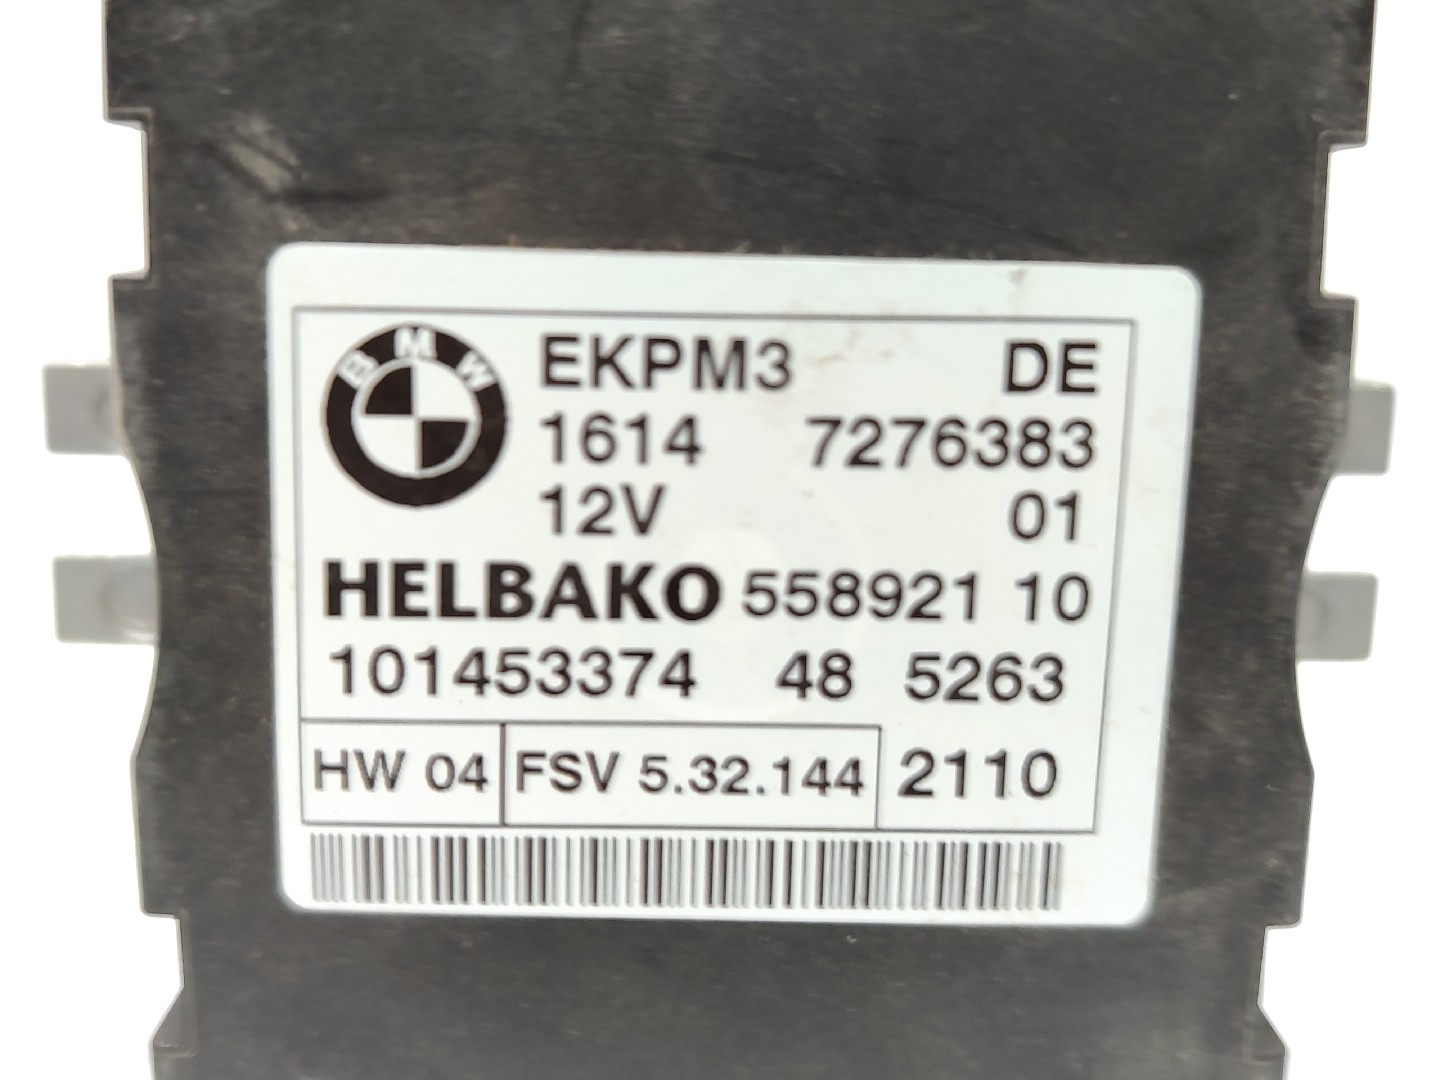 BMW
EKPM3 DE
1614 7276383
12V 01
HELBAKO 558921 10
101453374 48 5263
HW 04 FSV 5.32.144 2110